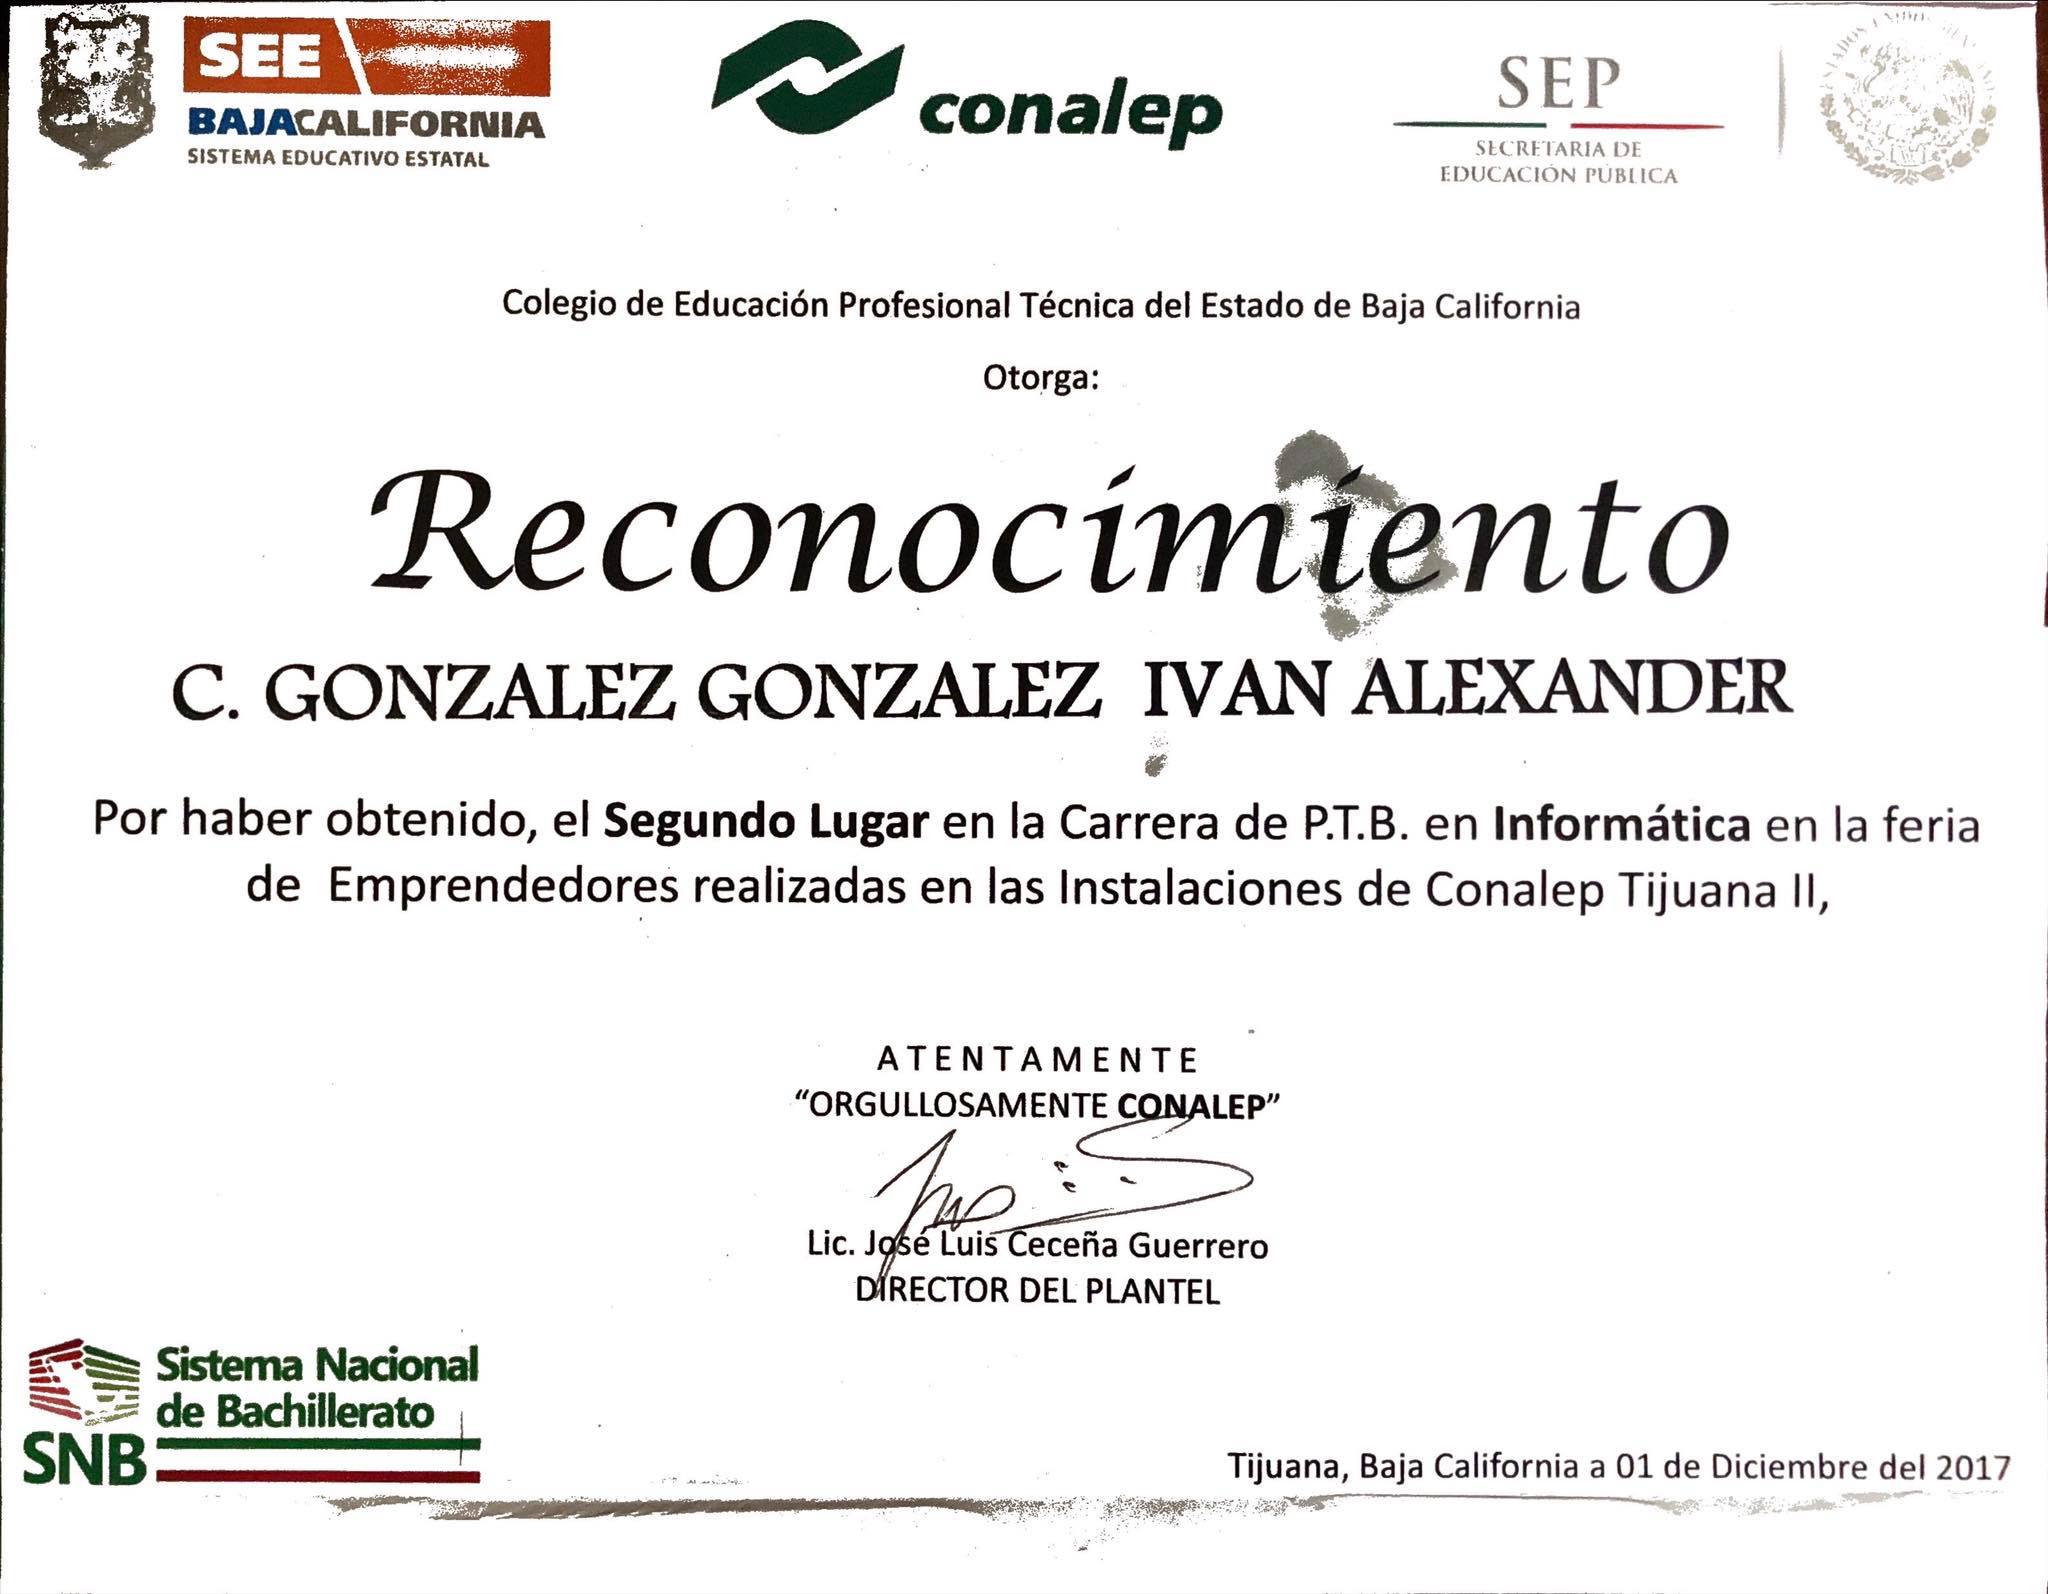 SEE
BAJACALIFORNIA
SISTEMA EDUCATIVO ESTATAL
conalep
SEP
SECRETARIA DE
EDUCACIÓN PÚBLICA
Colegio de Educación Profesional Técnica del Estado de Baja California
Otorga:
Reconocimiento
C. GONZALEZ GONZALEZ IVAN ALEXANDER
Por haber obtenido, el Segundo Lugar en la Carrera de P.T.B. en Informática en la feria
de Emprendedores realizadas en las Instalaciones de Conalep Tijuana II,
ATENTAMENTE
“ORGULLOSAMENTE CONALEP”
Lic. José Luis Ceceña Guerrero
DIRECTOR DEL PLANTEL
Sistema Nacional
de Bachillerato
SNB
Tijuana, Baja California a 01 de Diciembre del 2017